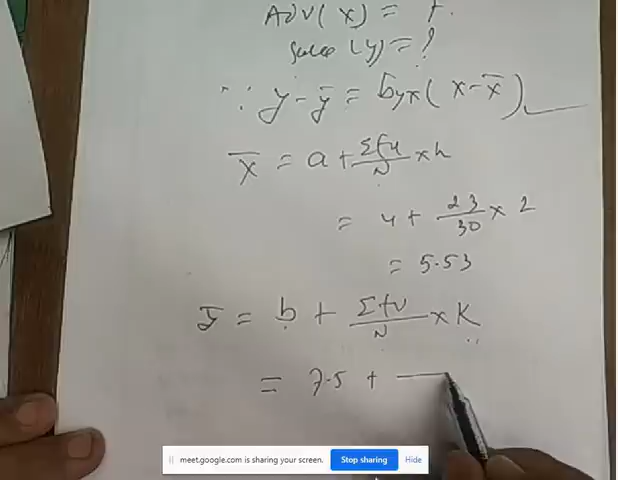 Adv(x) = 7.
Sales (y) = ?
∵ y - ȳ = byx (x - x̄)
x̄ = a + Σfu/N × h
= 4 + 23/30 × 2
= 5.53
ȳ = b + Σfv/N × K
= 7.5 +
meet.google.com is sharing your screen. Stop sharing Hide